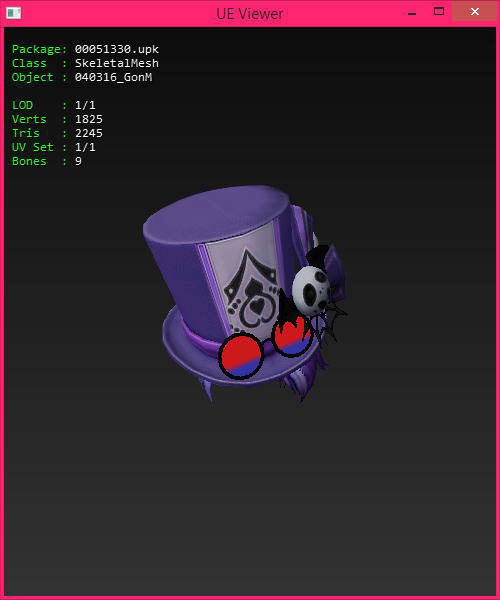 UE Viewer
Package: 00051330.upk
Class : SkeletalMesh
Object : 040316_GonM
LOD : 1/1
Verts : 1825
Tris : 2245
UV Set : 1/1
Bones : 9